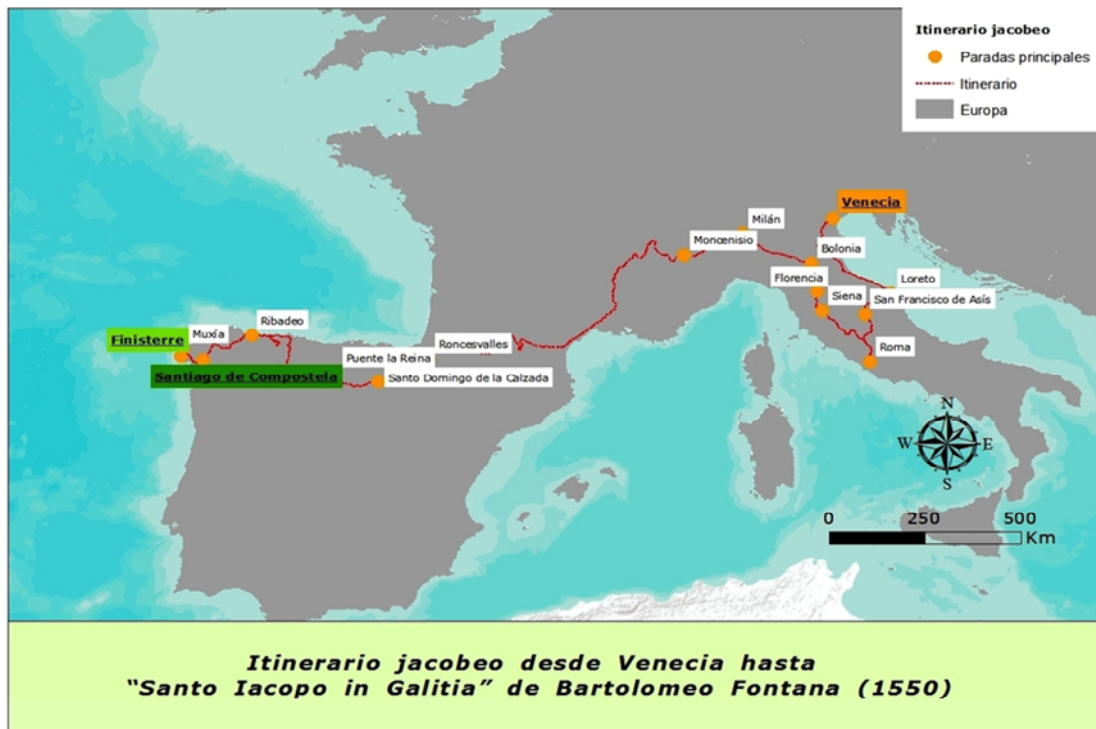 Itinerario jacobeo
Paradas principales
Itinerario
Europa
Venecia
Milán
Moncenisio
Bolonia
Florencia
Loreto
Siena
San Francisco de Asís
Roma
Ribadeo
Muxía
Finisterre
Roncesvalles
Puente la Reina
Santiago de Compostela
Santo Domingo de la Calzada
N
W
E
S
0 250 500
Km
Itinerario jacobeo desde Venecia hasta
“Santo Iacopo in Galitia” de Bartolomeo Fontana (1550)